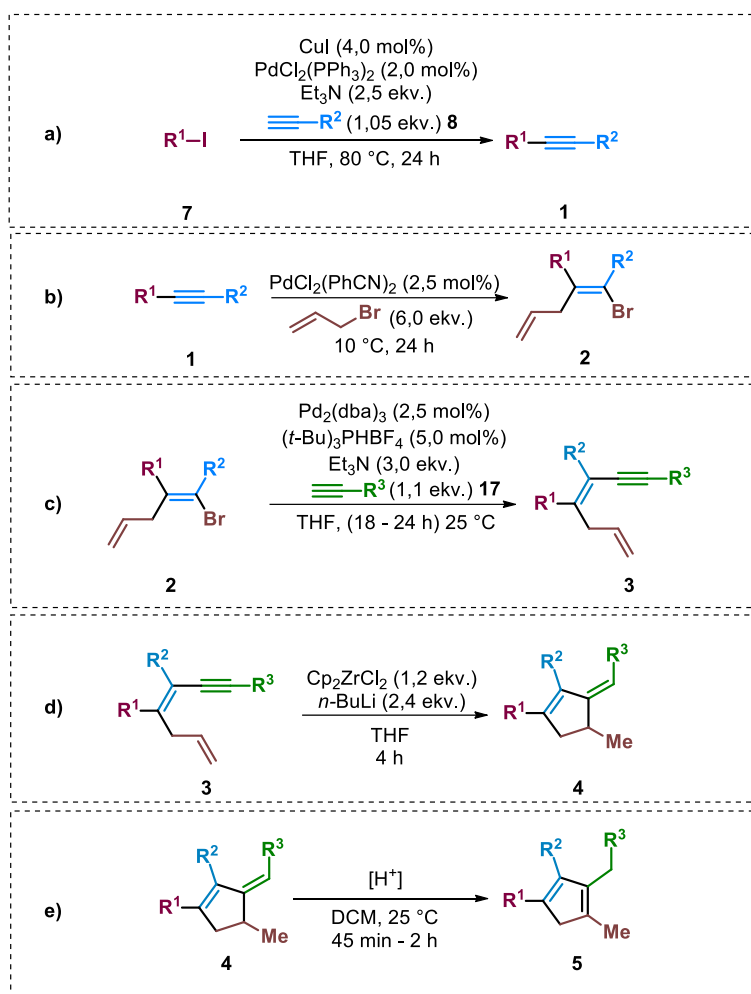 CuI (4,0 mol%)
PdCl2(PPh3)2 (2,0 mol%)
Et3N (2,5 ekv.)
R2 (1,05 ekv.) 8
a) R1 I R1 R2
THF, 80 °C, 24 h
7 1
b) R1 R2 PdCl2(PhCN)2 (2,5 mol%) R1 R2
Br (6,0 ekv.) Br
10 °C, 24 h
1 2
Pd2(dba)3 (2,5 mol%)
(t-Bu)3PHBF4 (5,0 mol%)
Et3N (3,0 ekv.)
R3 (1,1 ekv.) 17
c) R1 R2 Br R2 R3 R1
THF, (18 - 24 h) 25 °C
2 3
d) R2 R3 R1 Cp2ZrCl2 (1,2 ekv.) R2 R3 R1 Me
n-BuLi (2,4 ekv.)
THF
4 h
3 4
e) R2 R3 R1 Me [H+] R2 R3 R1 Me
DCM, 25 °C
45 min - 2 h
4 5